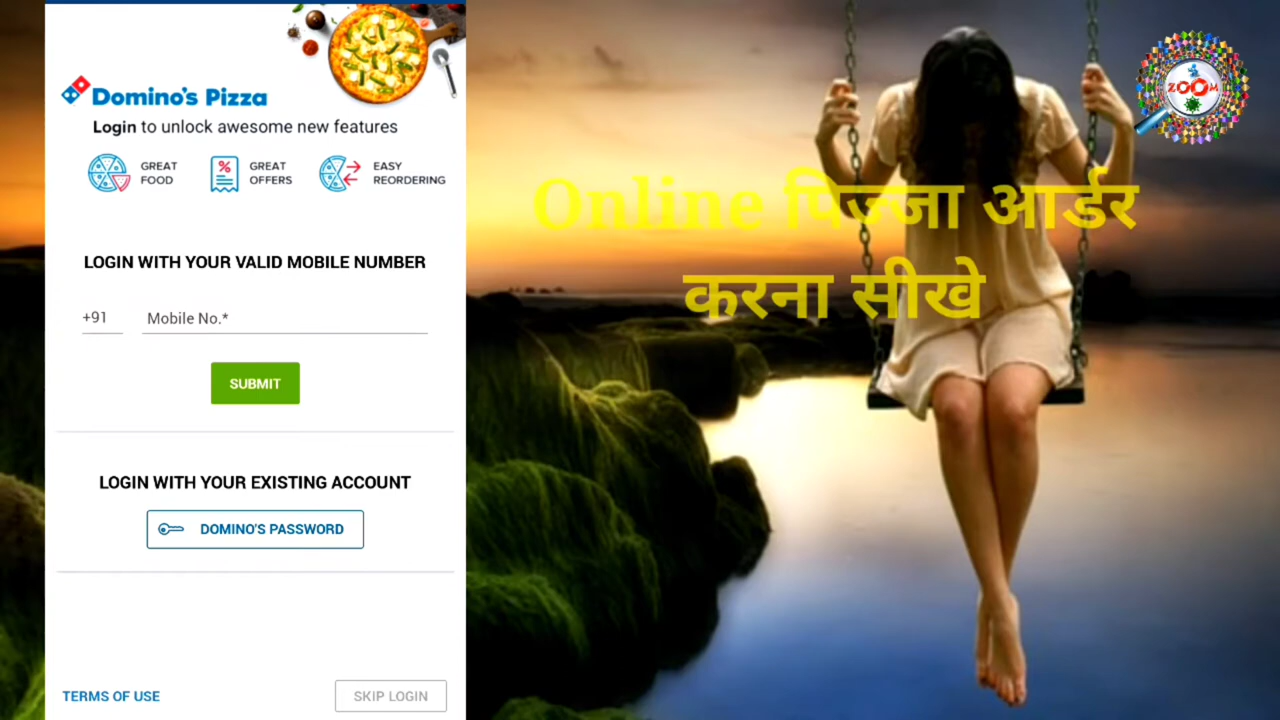 Domino's Pizza
Login to unlock awesome new features
GREAT FOOD
GREAT OFFERS
EASY REORDERING
LOGIN WITH YOUR VALID MOBILE NUMBER
+91 Mobile No.*
SUBMIT
LOGIN WITH YOUR EXISTING ACCOUNT
DOMINO'S PASSWORD
TERMS OF USE
SKIP LOGIN
Online पिज्जा आर्डर
करना सीखे
ZOOM